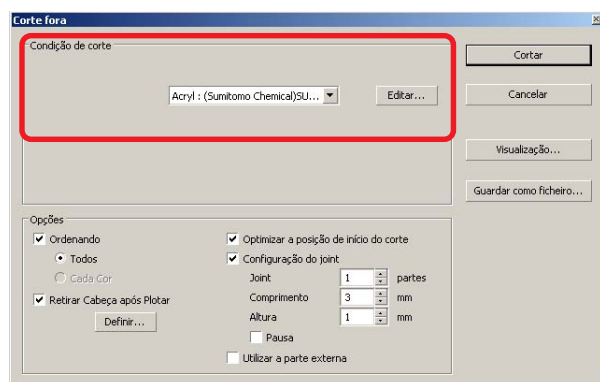 Corte fora
Condição de corte
Acryl : (Sumitomo Chemical)SU...
Editar...
Cortar
Cancelar
Visualização...
Guardar como ficheiro...
Opções
Ordenando
Todos
Cada Cor
Retirar Cabeça após Plotar
Definir...
Optimizar a posição de início do corte
Configuração do joint
Joint 1 partes
Comprimento 3 mm
Altura 1 mm
Pausa
Utilizar a parte externa